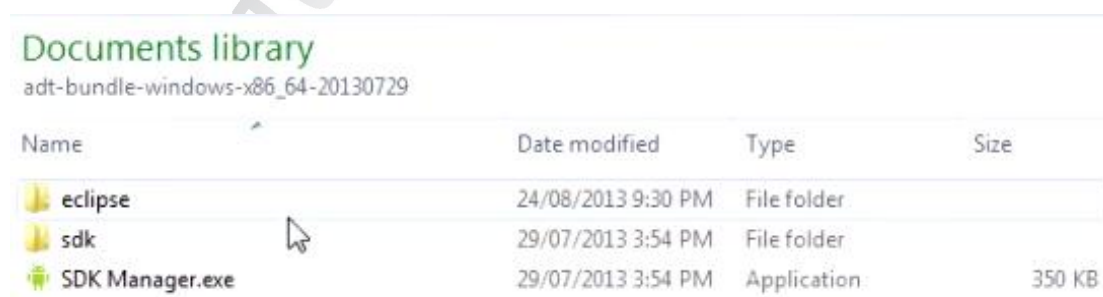 Documents library
adt-bundle-windows-x86_64-20130729
Name Date modified Type Size
eclipse 24/08/2013 9:30 PM File folder
sdk 29/07/2013 3:54 PM File folder
SDK Manager.exe 29/07/2013 3:54 PM Application 350 KB